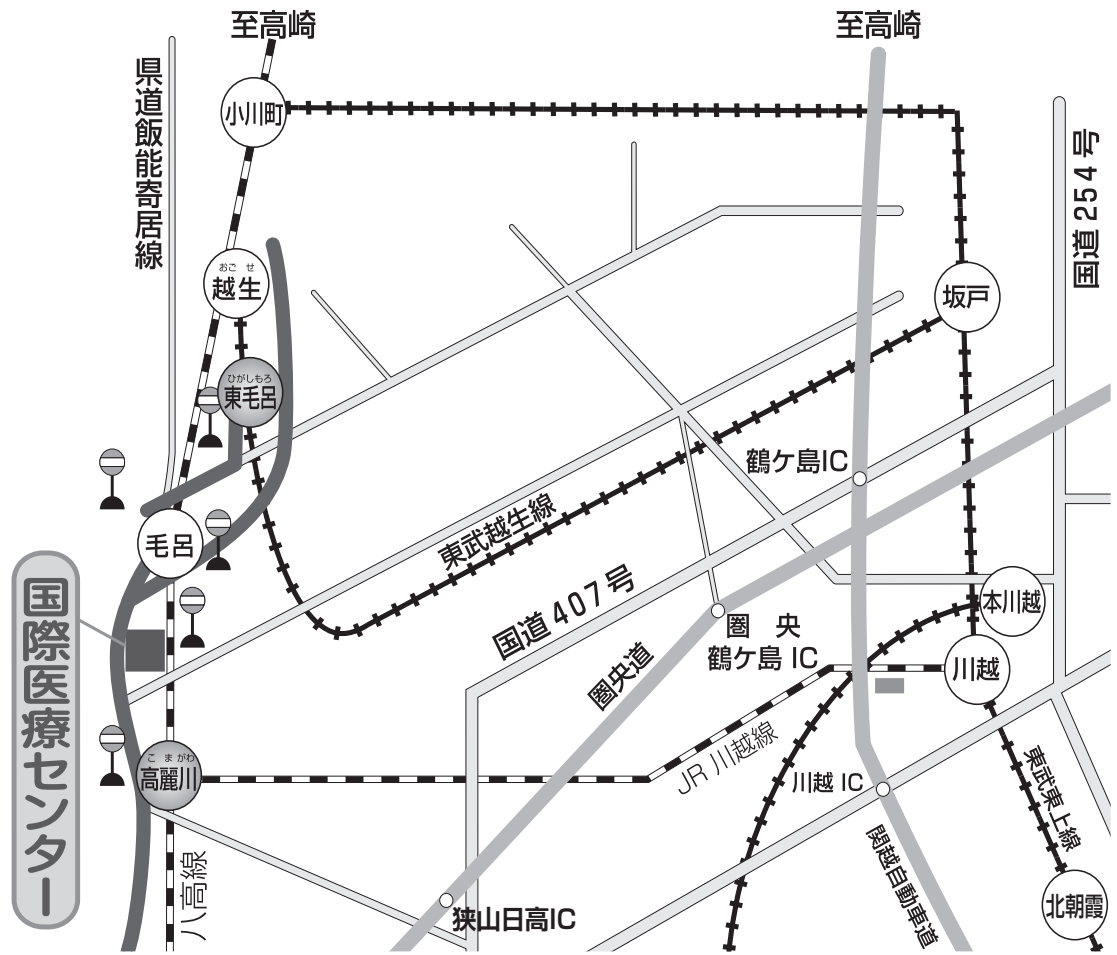 至高崎
至高崎
県道飯能寄居線
小川町
国道254号
おごせ
越生
坂戸
ひがしもろ
東毛呂
鶴ケ島IC
東武越生線
毛呂
国道407号
国際医療センター
本川越
圏央
鶴ケ島 IC
圏央道
川越
JR 川越線
こまがわ
高麗川
川越 IC
東武東上線
八高線
関越自動車道
狭山日高IC
北朝霞